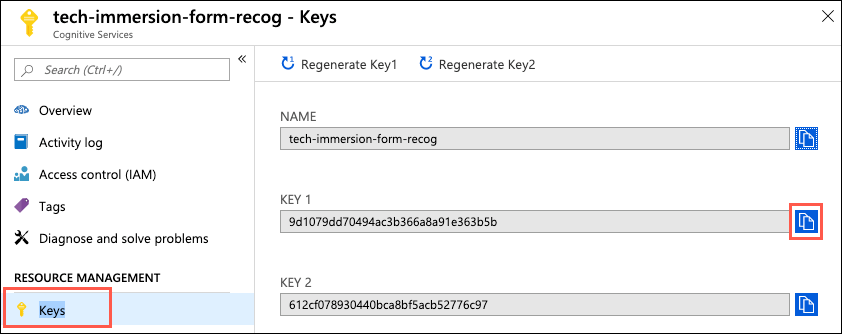 tech-immersion-form-recog - Keys
Cognitive Services
Search (Ctrl+/)
«
Overview
Activity log
Access control (IAM)
Tags
Diagnose and solve problems
RESOURCE MANAGEMENT
Keys
Regenerate Key1 Regenerate Key2
NAME
tech-immersion-form-recog
KEY 1
9d1079dd70494ac3b366a8a91e363b5b
KEY 2
612cf078930440bca8bf5acb52776c97